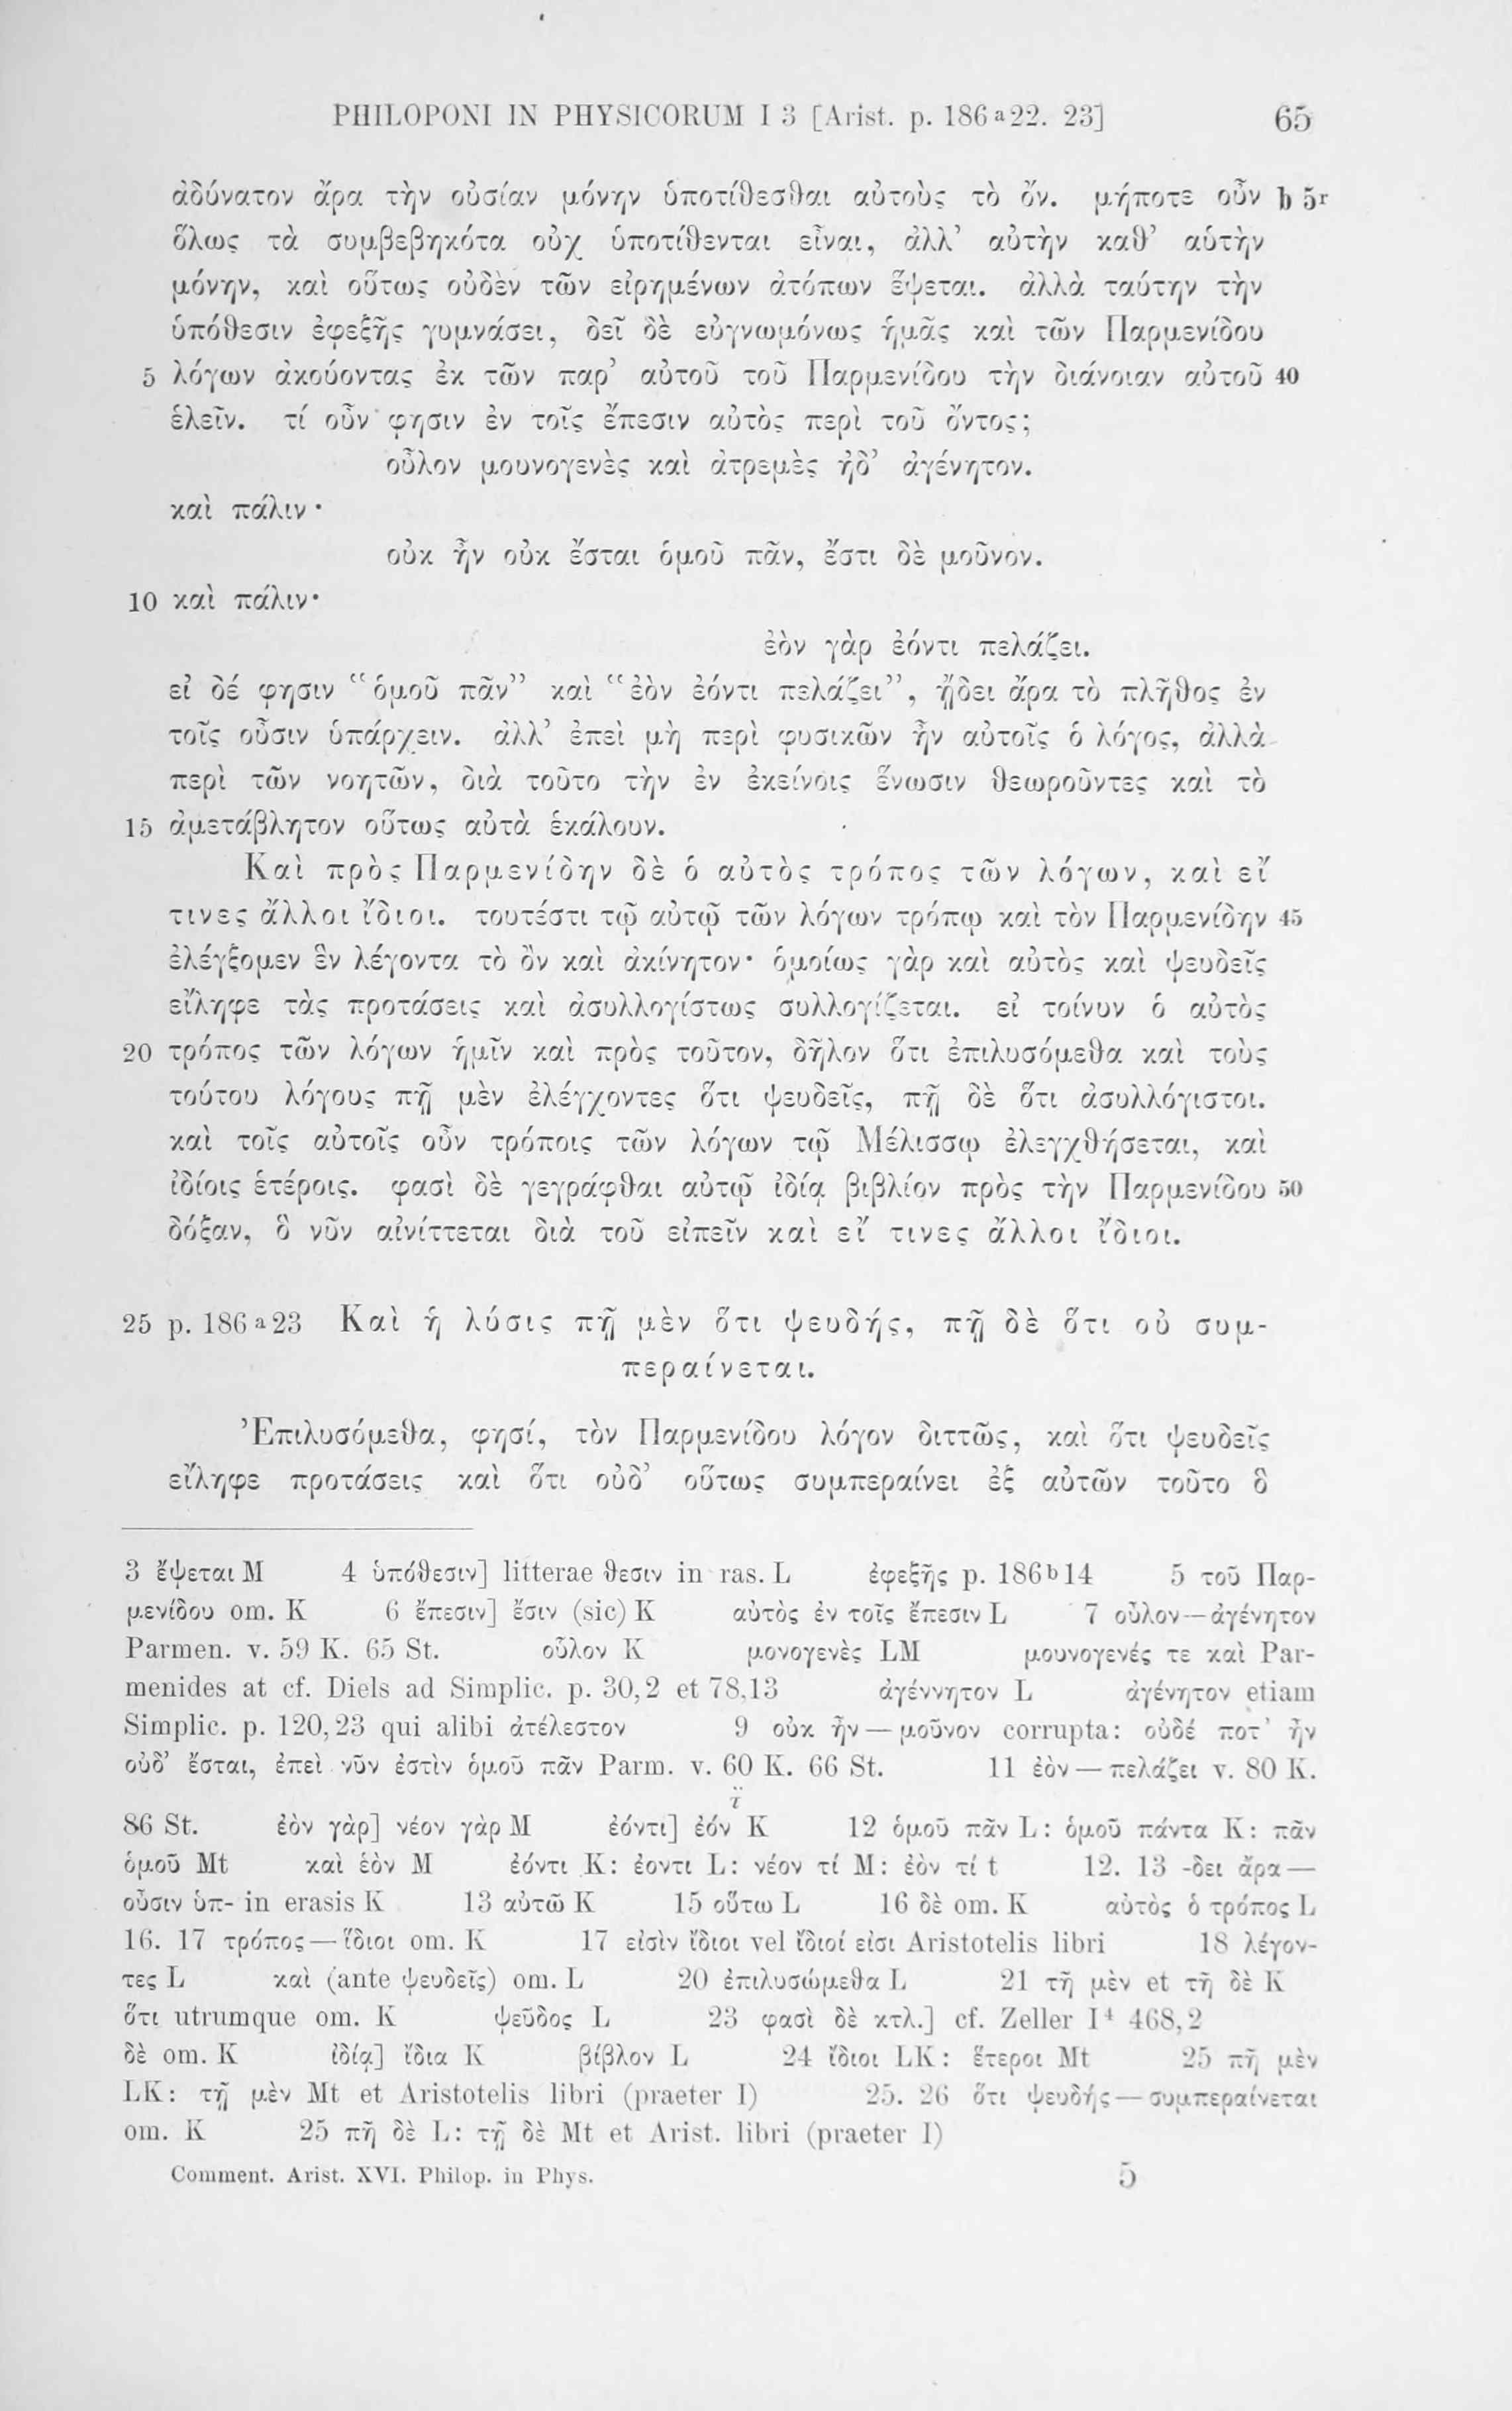 PHILOPONI IN PHYSICORUM I 3 [Arist. p. 186 a 22. 23] 65
ἀδύνατον ἄρα τὴν οὐσίαν μόνην ὑποτίθεσθαι αὐτοὺς τὸ ὄν. μήποτε οὖν b 5r
ὅλως τὰ συμβεβηκότα οὐχ ὑποτίθενται εἶναι, ἀλλ’ αὐτὴν καθ’ αὑτὴν
μόνην, καὶ οὕτως οὐδὲν τῶν εἰρημένων ἀτόπων ἕψεται. ἀλλὰ ταύτην τὴν
ὑπόθεσιν ἐφεξῆς γυμνάσει, δεῖ δὲ εὐγνωμόνως ἡμᾶς καὶ τῶν Παρμενίδου
5 λόγων ἀκούοντας ἐκ τῶν παρ’ αὐτοῦ τοῦ Παρμενίδου τὴν διάνοιαν αὐτοῦ 40
ἑλεῖν. τί οὖν φησιν ἐν τοῖς ἔπεσιν αὐτὸς περὶ τοῦ ὄντος;
οὖλον μουνογενὲς καὶ ἀτρεμὲς ἠδ’ ἀγένητον.
καὶ πάλιν·
οὐκ ἦν οὐκ ἔσται ὁμοῦ πᾶν, ἔστι δὲ μοῦνον.
10 καὶ πάλιν·
ἐὸν γὰρ ἐόντι πελάζει.
εἰ δέ φησιν “ὁμοῦ πᾶν” καὶ “ἐὸν ἐόντι πελάζει”, ᾔδει ἄρα τὸ πλῆθος ἐν
τοῖς οὖσιν ὑπάρχειν. ἀλλ’ ἐπεὶ μὴ περὶ φυσικῶν ἦν αὐτοῖς ὁ λόγος, ἀλλὰ
περὶ τῶν νοητῶν, διὰ τοῦτο τὴν ἐν ἐκείνοις ἕνωσιν θεωροῦντες καὶ τὸ
15 ἀμετάβλητον οὕτως αὐτὰ ἐκάλουν.
Καὶ πρὸς Παρμενίδην δὲ ὁ αὐτὸς τρόπος τῶν λόγων, καὶ εἴ
τινες ἄλλοι ἴδιοι. τουτέστι τῷ αὐτῷ τῶν λόγων τρόπῳ καὶ τὸν Παρμενίδην 45
ἐλέγξομεν ἓν λέγοντα τὸ ὂν καὶ ἀκίνητον· ὁμοίως γὰρ καὶ αὐτὸς καὶ ψευδεῖς
εἴληφε τὰς προτάσεις καὶ ἀσυλλογίστως συλλογίζεται. εἰ τοίνυν ὁ αὐτὸς
20 τρόπος τῶν λόγων ἡμῖν καὶ πρὸς τοῦτον, δῆλον ὅτι ἐπιλυσόμεθα καὶ τοὺς
τούτου λόγους πῇ μὲν ἐλέγχοντες ὅτι ψευδεῖς, πῇ δὲ ὅτι ἀσυλλόγιστοι.
καὶ τοῖς αὐτοῖς οὖν τρόποις τῶν λόγων τῷ Μέλισσῳ ἐλεγχθήσεται, καὶ
ἰδίοις ἑτέροις. φασὶ δὲ γεγράφθαι αὐτῷ ἰδίᾳ βιβλίον πρὸς τὴν Παρμενίδου 50
δόξαν, ὃ νῦν αἰνίττεται διὰ τοῦ εἰπεῖν καὶ εἴ τινες ἄλλοι ἴδιοι.
25 p. 186 a 23 Καὶ ἡ λύσις πῇ μὲν ὅτι ψευδής, πῇ δὲ ὅτι οὐ συμ-
περαίνεται.
Ἐπιλυσόμεθα, φησί, τὸν Παρμενίδου λόγον διττῶς, καὶ ὅτι ψευδεῖς
εἴληφε προτάσεις καὶ ὅτι οὐδ’ οὕτως συμπεραίνει ἐξ αὐτῶν τοῦτο ὃ
3 ἔψεται M 4 ὑπόθεσιν] litterae θεσιν in ras. L ἐφεξῆς p. 186 b 14 5 τοῦ Παρ-
μενίδου om. K 6 ἔπεσιν] ἔσιν (sic) K αὐτὸς ἐν τοῖς ἔπεσιν L 7 οὖλον — ἀγένητον
Parmen. v. 59 K. 65 St. οὗλον K μονογενὲς LM μουνογενές τε καὶ Par-
menides at cf. Diels ad Simplic. p. 30,2 et 78,13 ἀγέννητον L ἀγένητον etiam
Simplic. p. 120,23 qui alibi ἀτέλεστον 9 οὐκ ἦν — μοῦνον corrupta: οὐδέ ποτ’ ἦν
οὐδ’ ἔσται, ἐπεὶ νῦν ἐστὶν ὁμοῦ πᾶν Parm. v. 60 K. 66 St. 11 ἐὸν — πελάζει v. 80 K.
86 St. ἐὸν γὰρ] νέον γὰρ M ἐόντι] ἐόν τ̈ K 12 ὁμοῦ πᾶν L: ὁμοῦ πάντα K: πᾶν
ὁμοῦ Mt καὶ ἑὸν M ἐόντι K: ἐοντι L: νέον τί M: ἐὸν τί t 12. 13 -δει ἄρα —
οὖσιν ὑπ- in erasis K 13 αὐτῶ K 15 οὕτω L 16 δὲ om. K αὐτὸς ὁ τρόπος L
16. 17 τρόπος — ἴδιοι om. K 17 εἰσὶν ἴδιοι vel ἴδιοί εἰσι Aristotelis libri 18 λέγον-
τες L καὶ (ante ψευδεῖς) om. L 20 ἐπιλυσώμεθα L 21 τῆ μὲν et τῆ δὲ K
ὅτι utrumque om. K ψεῦδος L 23 φασὶ δὲ κτλ.] cf. Zeller I⁴ 468,2
δὲ om. K ἰδίᾳ] ἴδια K βίβλον L 24 ἴδιοι LK: ἕτεροι Mt 25 πῆ μὲν
LK: τῇ μὲν Mt et Aristotelis libri (praeter I) 25. 26 ὅτι ψευδής — συμπεραίνεται
om. K 25 πῆ δὲ L: τῇ δὲ Mt et Arist. libri (praeter I)
Comment. Arist. XVI. Philop. in Phys. 5